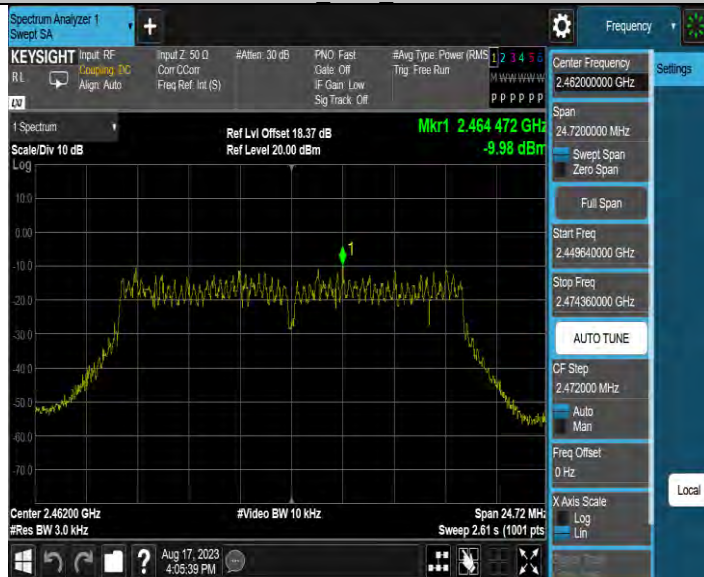 Spectrum Analyzer 1
Swept SA
+
Frequency
KEYSIGHT
RL
LXI
Input: RF
Coupling: DC
Align: Auto
Input Z: 50 Ω
Corr CCorr
Freq Ref: Int (S)
#Atten: 30 dB
PNO: Fast
Gate: Off
IF Gain: Low
Sig Track: Off
#Avg Type: Power (RMS
Trig: Free Run
1 2 3 4 5 6
M W W W W W
P P P P P P
1 Spectrum
Scale/Div 10 dB
Log
Ref Lvl Offset 18.37 dB
Ref Level 20.00 dBm
Mkr1 2.464 472 GHz
-9.98 dBm
10.0
0.00
-10.0
-20.0
-30.0
-40.0
-50.0
-60.0
-70.0
1
Center 2.46200 GHz
#Res BW 3.0 kHz
#Video BW 10 kHz
Span 24.72 MHz
Sweep 2.61 s (1001 pts
?
Aug 17, 2023
4:05:39 PM
Center Frequency
2.462000000 GHz
Span
24.7200000 MHz
Swept Span
Zero Span
Full Span
Start Freq
2.449640000 GHz
Stop Freq
2.474360000 GHz
AUTO TUNE
CF Step
2.472000 MHz
Auto
Man
Freq Offset
0 Hz
X Axis Scale
Log
Lin
Settings
Local